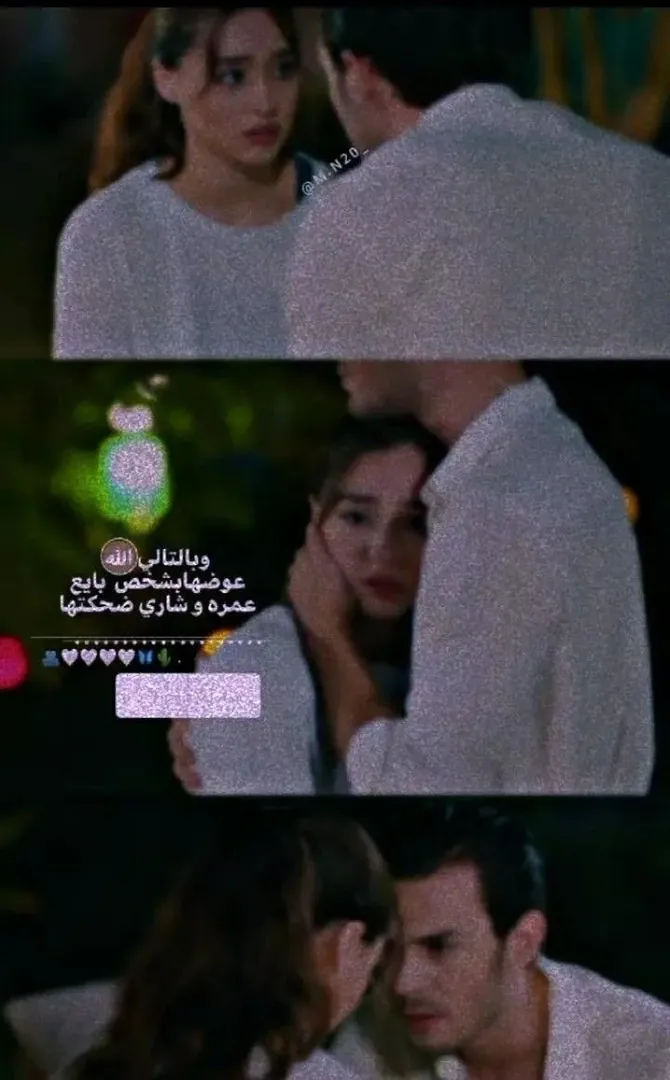 @M.N20_
وبالتالي الله
عوضهابشخص بايع
عمره و شاري ضحكتها